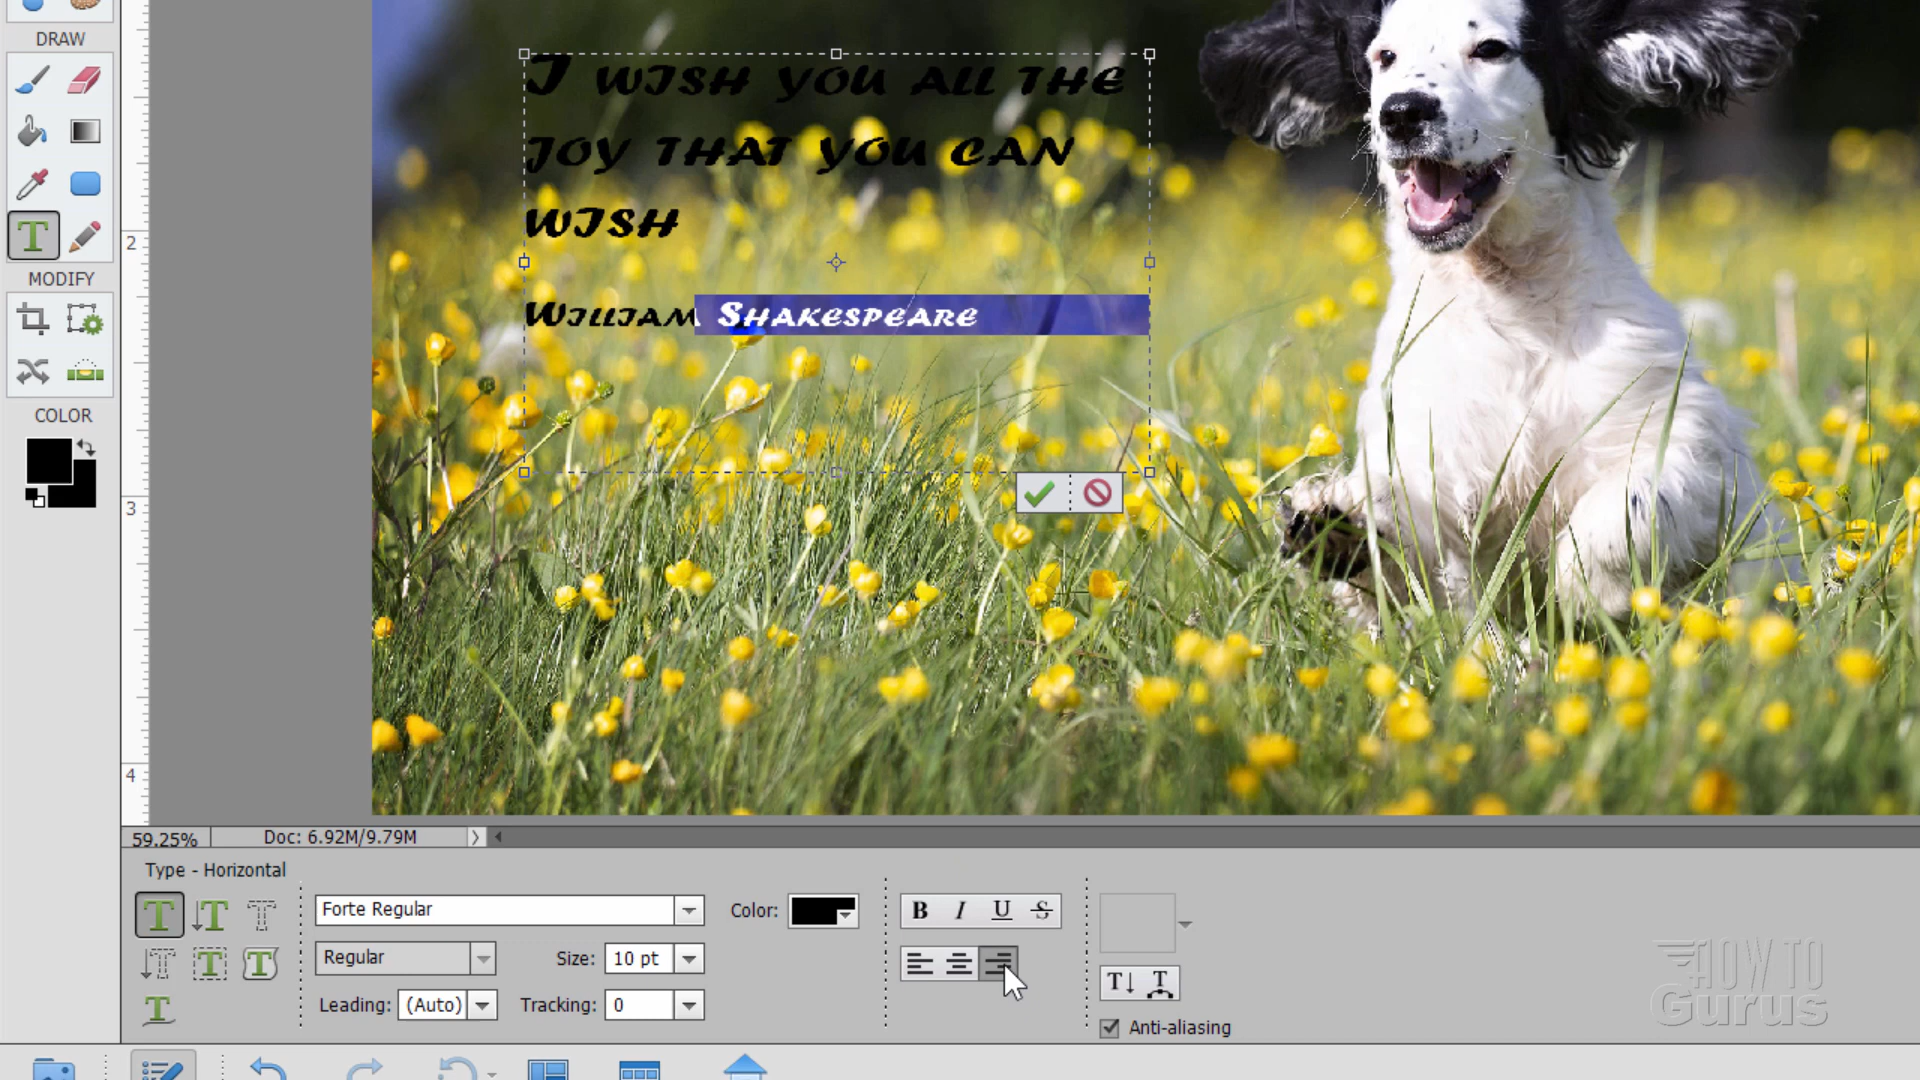 DRAW
I WISH YOU ALL THE
JOY THAT YOU CAN
WISH
WILLIAM SHAKESPEARE
T
MODIFY
COLOR
2
3
4
59.25%
Doc: 6.92M/9.79M
Type - Horizontal
Forte Regular
Color:
B I U S
Regular
Size: 10 pt
Leading: (Auto)
Tracking: 0
Anti-aliasing
HOW TO
Gurus